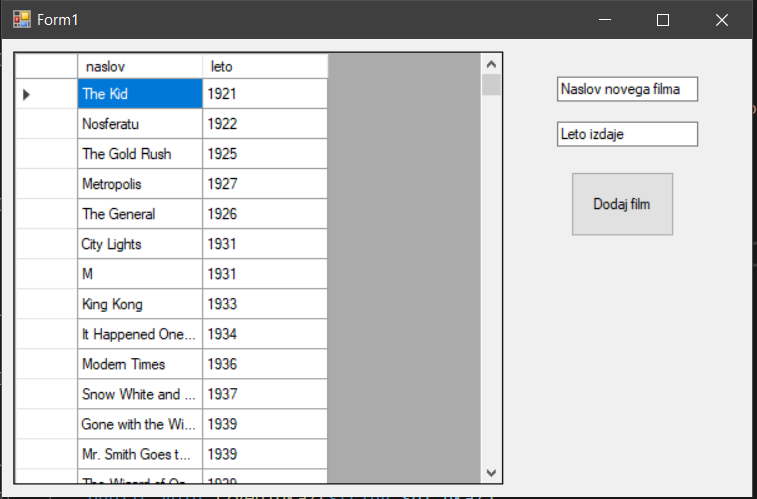 Form1
naslov leto
The Kid 1921
Nosferatu 1922
The Gold Rush 1925
Metropolis 1927
The General 1926
City Lights 1931
M 1931
King Kong 1933
It Happened One... 1934
Modern Times 1936
Snow White and ... 1937
Gone with the Wi... 1939
Mr. Smith Goes t... 1939
The Wizard of Oz... 1939
Naslov novega filma
Leto izdaje
Dodaj film